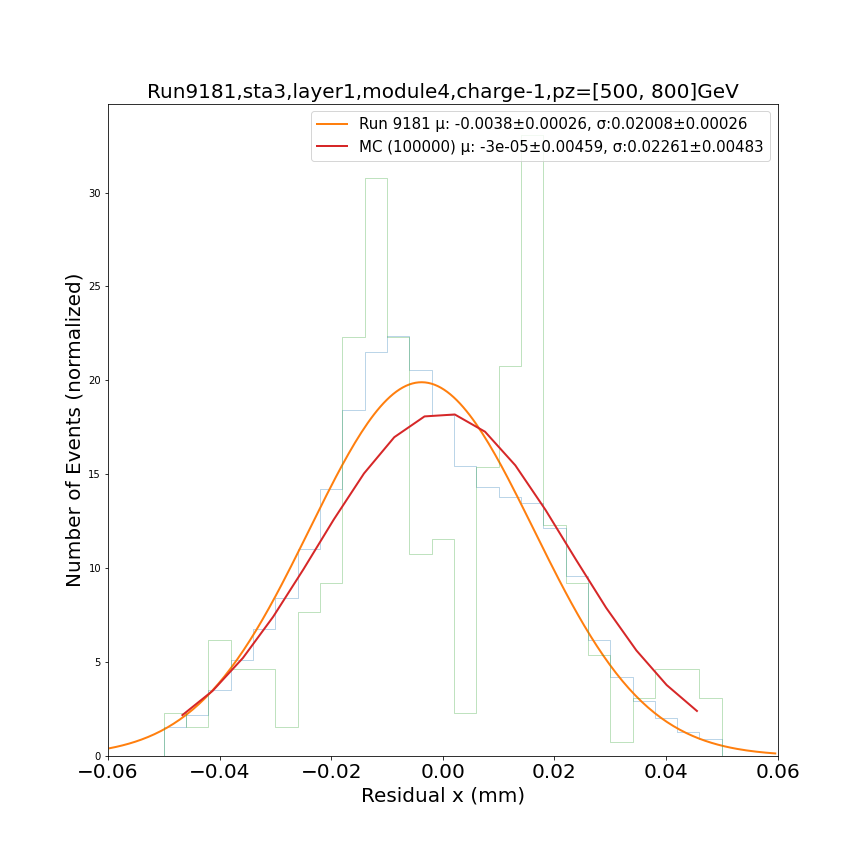 Run9181,sta3,layer1,module4,charge-1,pz=[500, 800]GeV
Run 9181 μ: -0.0038±0.00026, σ:0.02008±0.00026
MC (100000) μ: -3e-05±0.00459, σ:0.02261±0.00483
Number of Events (normalized)
30
25
20
15
10
5
0
−0.06 −0.04 −0.02 0.00 0.02 0.04 0.06
Residual x (mm)